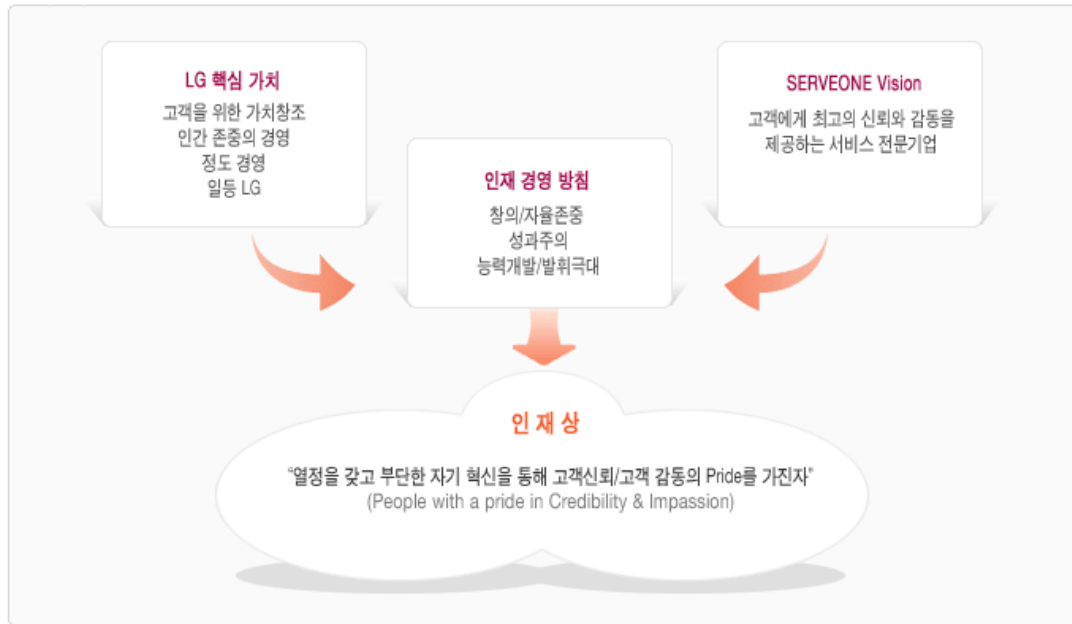 LG 핵심 가치
고객을 위한 가치창조
인간 존중의 경영
정도 경영
일등 LG
SERVEONE Vision
고객에게 최고의 신뢰와 감동을
제공하는 서비스 전문기업
인재 경영 방침
창의/자율존중
성과주의
능력개발/발휘극대
인 재 상
“열정을 갖고 부단한 자기 혁신을 통해 고객신뢰/고객 감동의 Pride를 가진자”
(People with a pride in Credibility & Impassion)